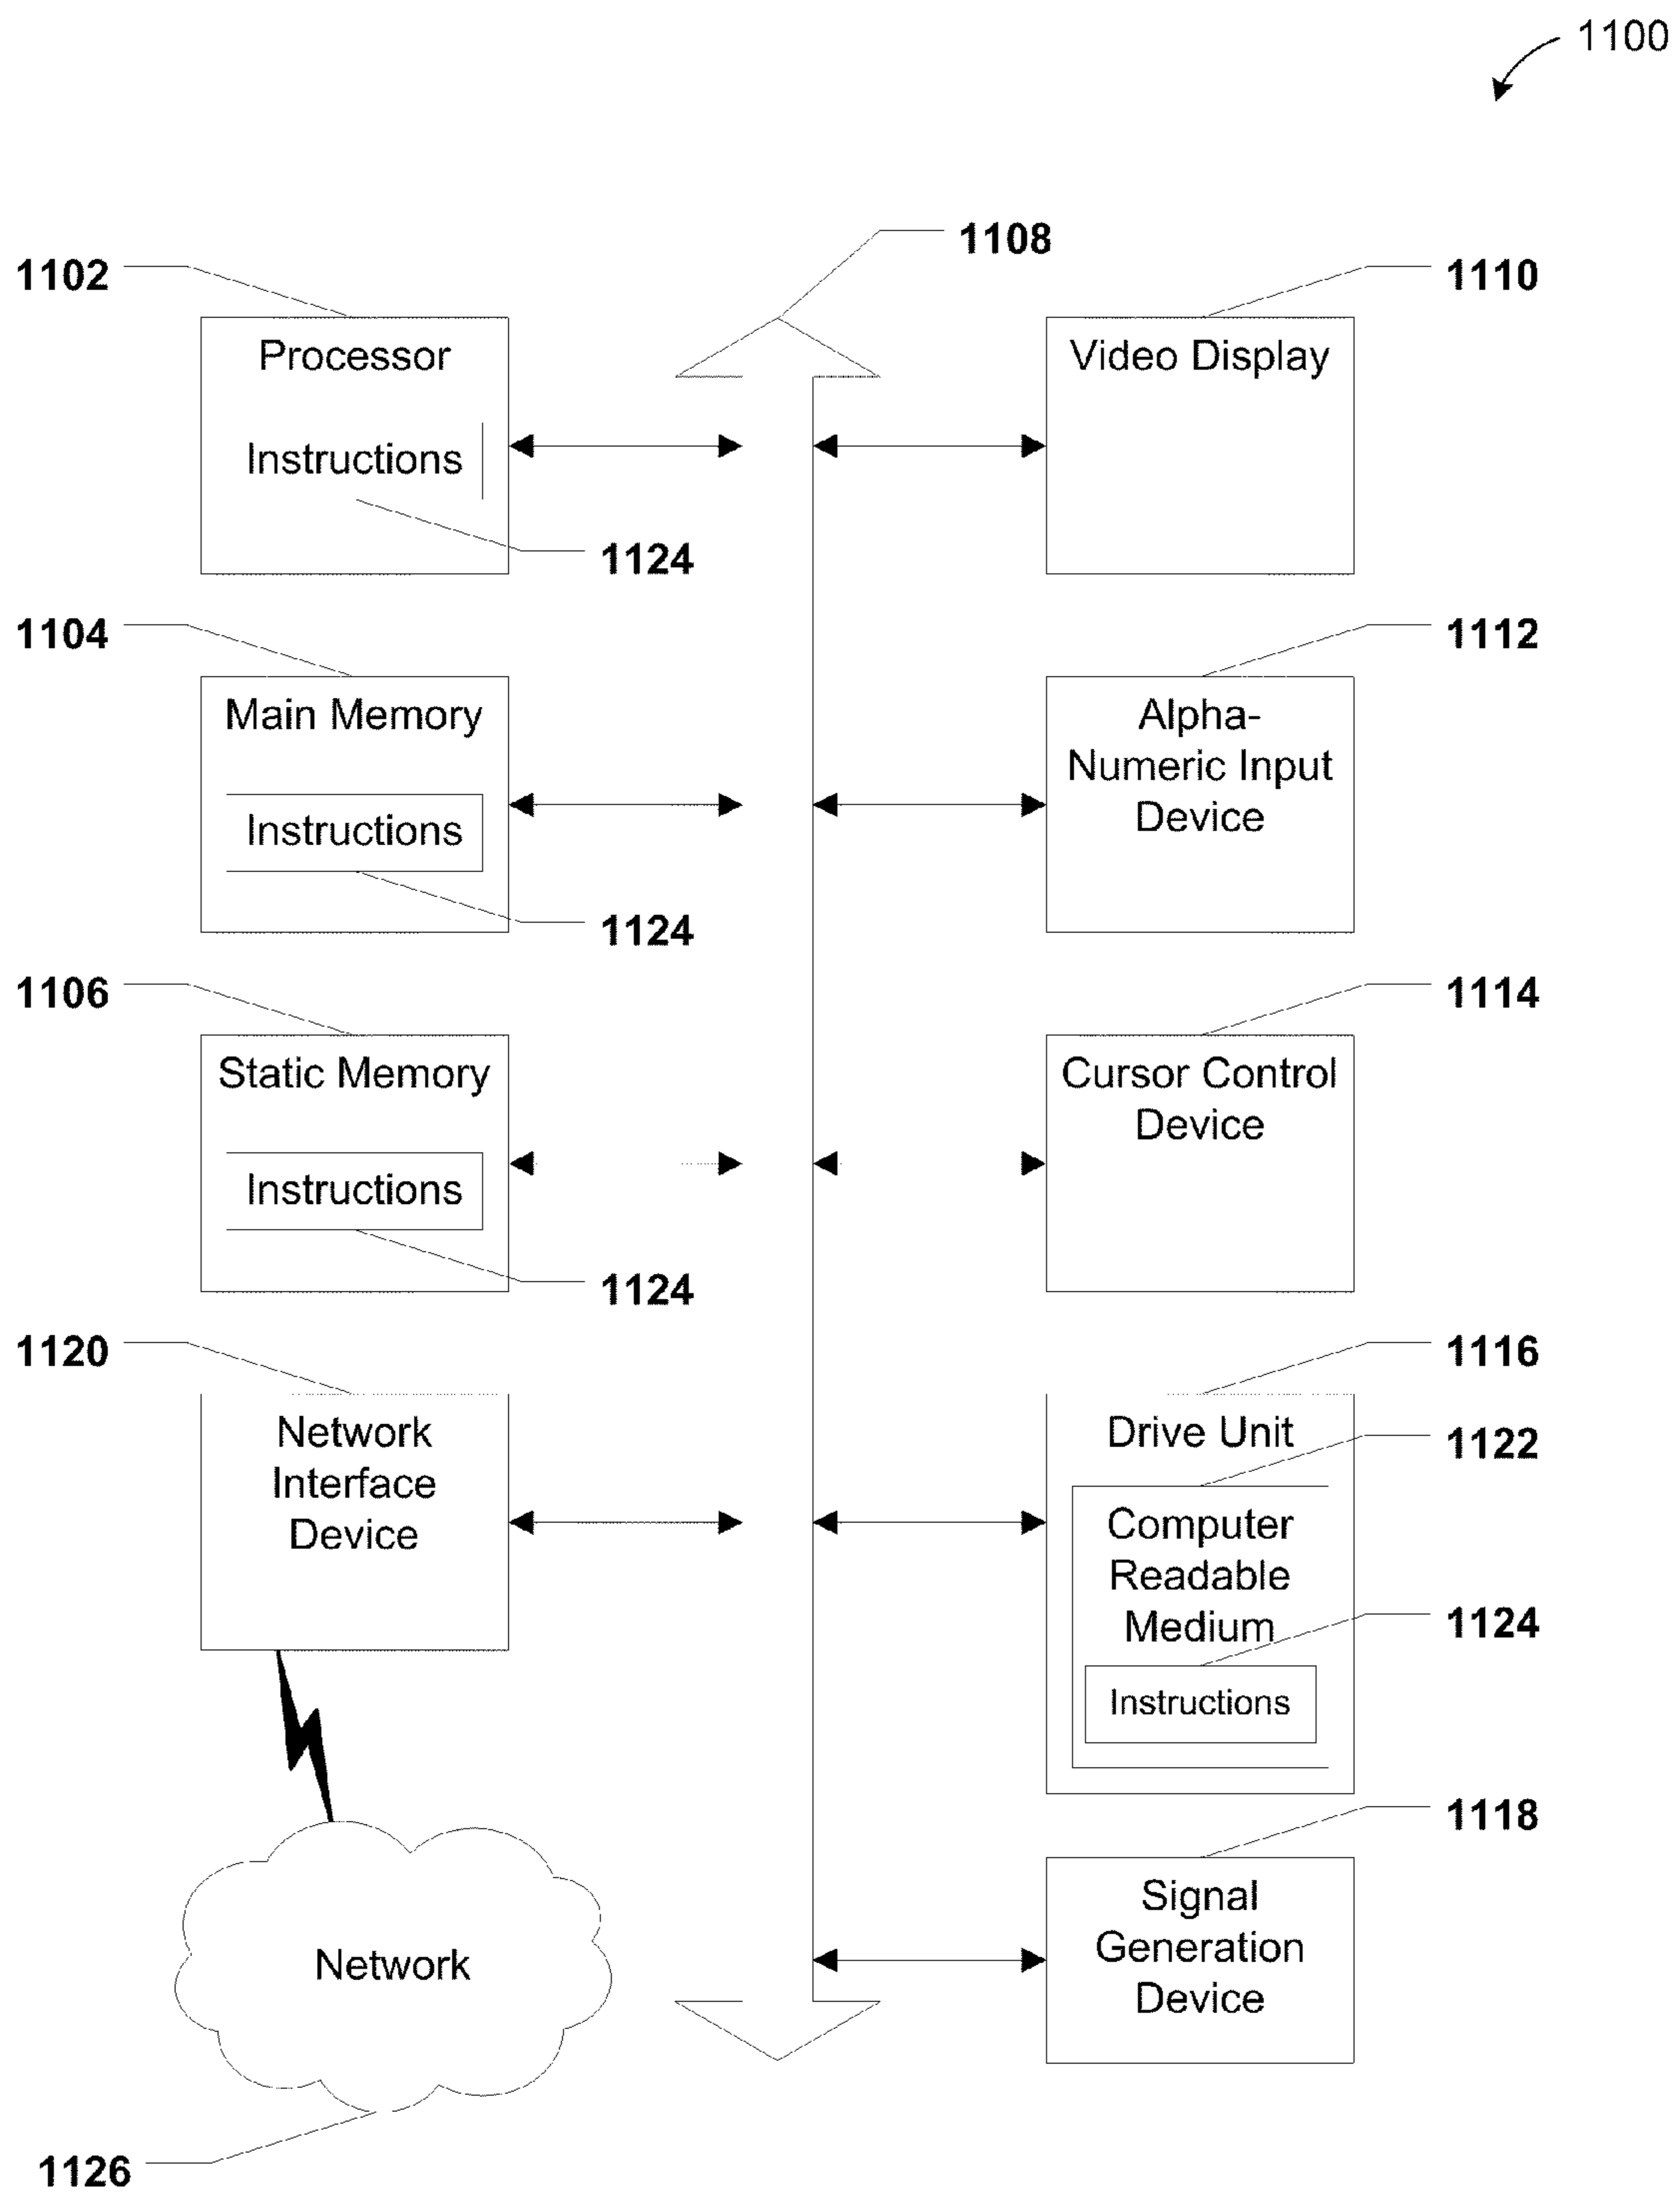 1100
1108
1102
1110
Processor
Instructions
1124
Video Display
1104
1112
Main Memory
Instructions
1124
Alpha-
Numeric Input
Device
1106
1114
Static Memory
Instructions
1124
Cursor Control
Device
1120
1116
Network
Interface
Device
Drive Unit
1122
Computer
Readable
Medium
1124
Instructions
1118
Signal
Generation
Device
Network
1126